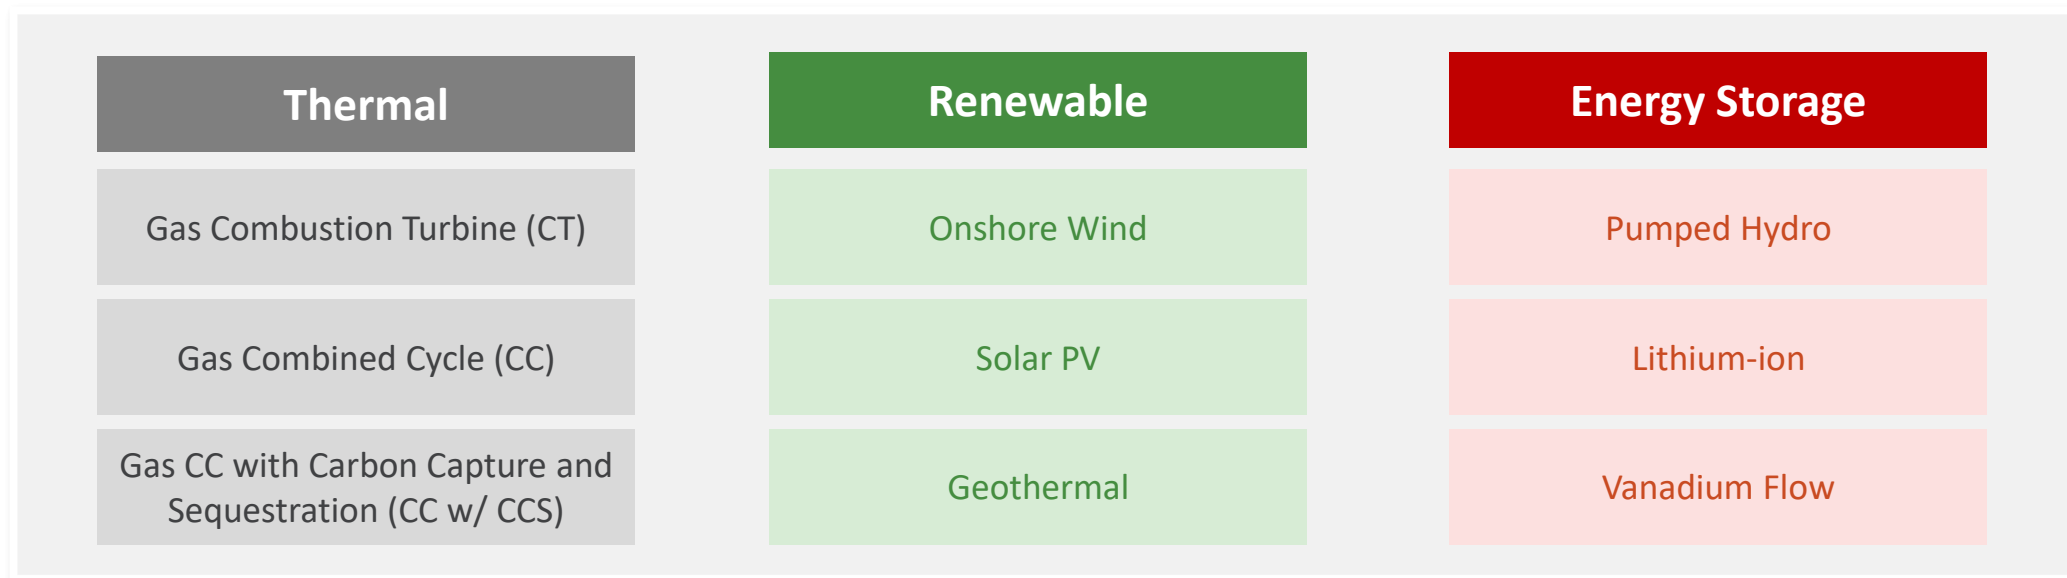 Thermal
Gas Combustion Turbine (CT)
Gas Combined Cycle (CC)
Gas CC with Carbon Capture and
Sequestration (CC w/ CCS)
Renewable
Onshore Wind
Solar PV
Geothermal
Energy Storage
Pumped Hydro
Lithium-ion
Vanadium Flow